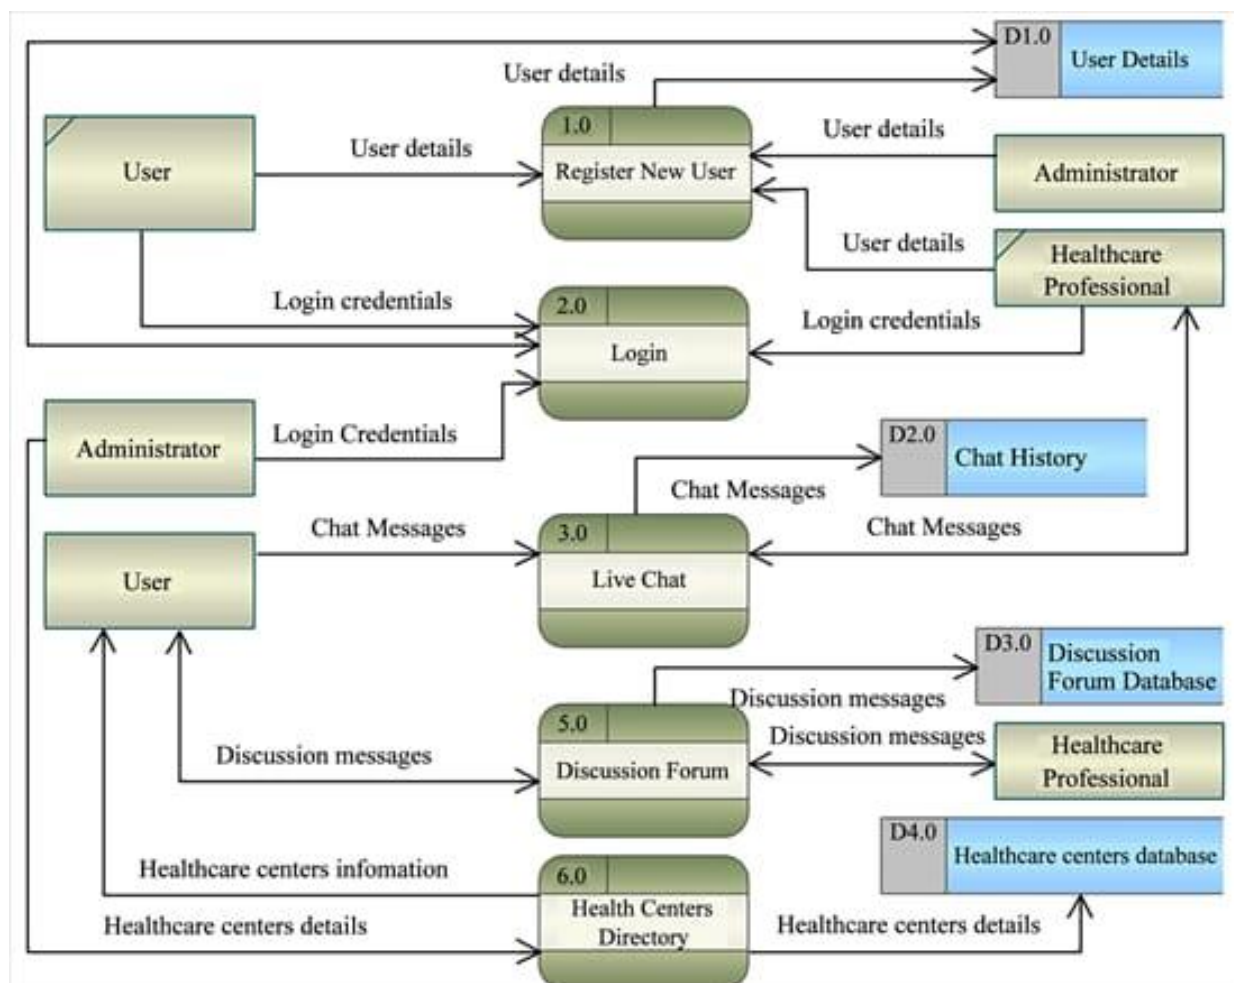 D1.0
User Details
User details
1.0
Register New User
User
User details
User details
Administrator
User details
Healthcare
Professional
Login credentials
2.0
Login
Login credentials
Administrator
Login Credentials
D2.0
Chat History
Chat Messages
User
Chat Messages
3.0
Live Chat
Chat Messages
D3.0
Discussion
Forum Database
Discussion messages
5.0
Discussion Forum
Discussion messages
Discussion messages
Healthcare
Professional
D4.0
Healthcare centers database
Healthcare centers infomation
6.0
Health Centers
Directory
Healthcare centers details
Healthcare centers details